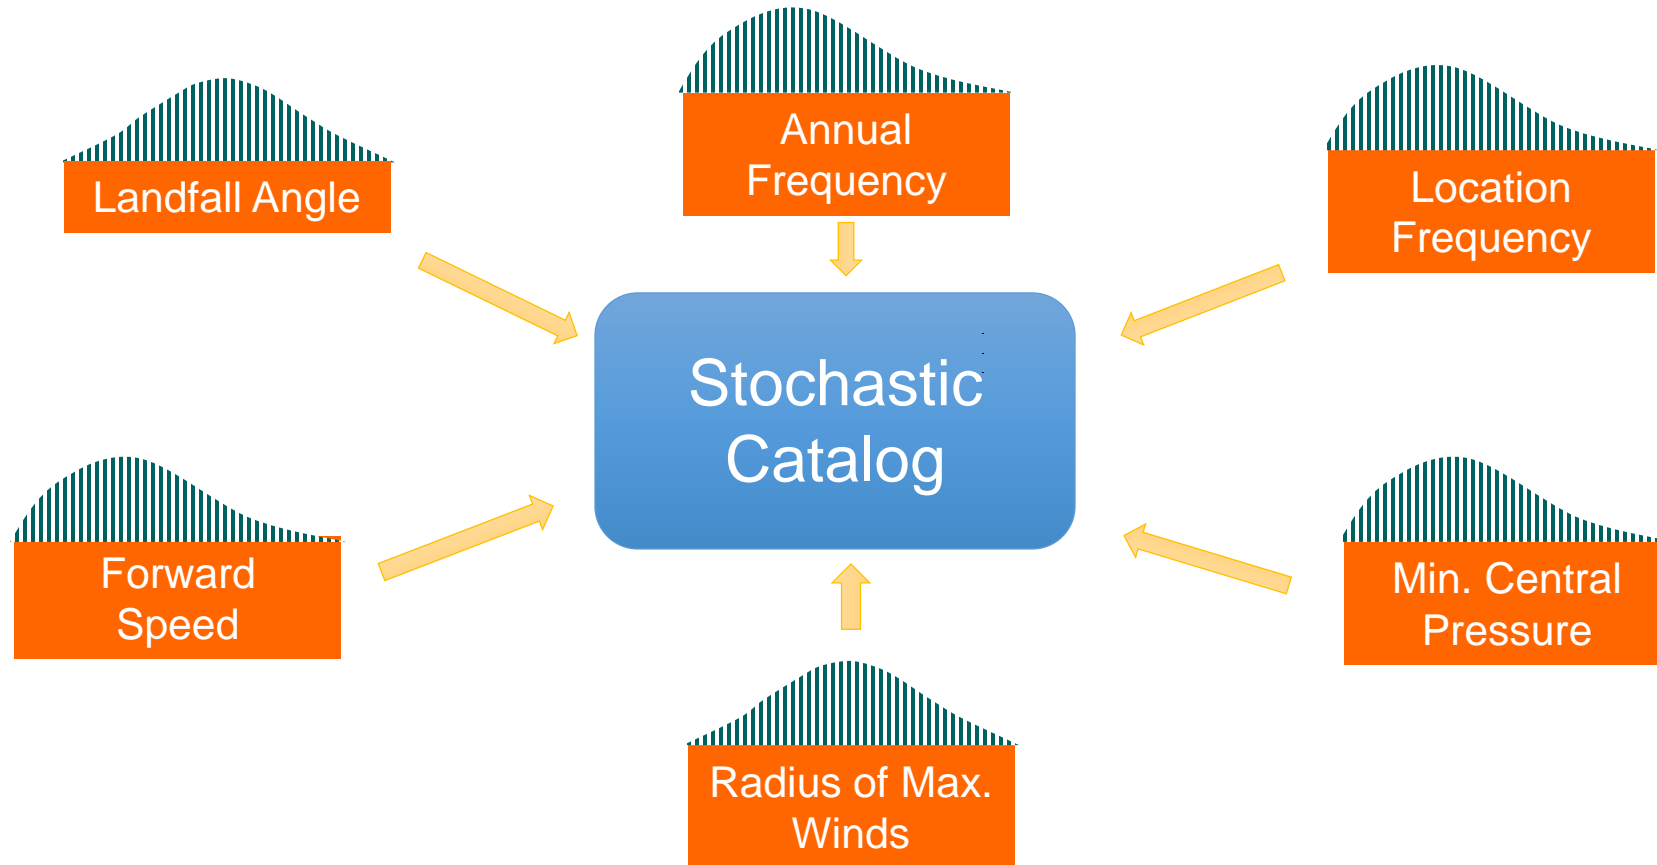 Annual
Frequency
Landfall Angle
Location
Frequency
Stochastic
Catalog
Forward
Speed
Min. Central
Pressure
Radius of Max.
Winds